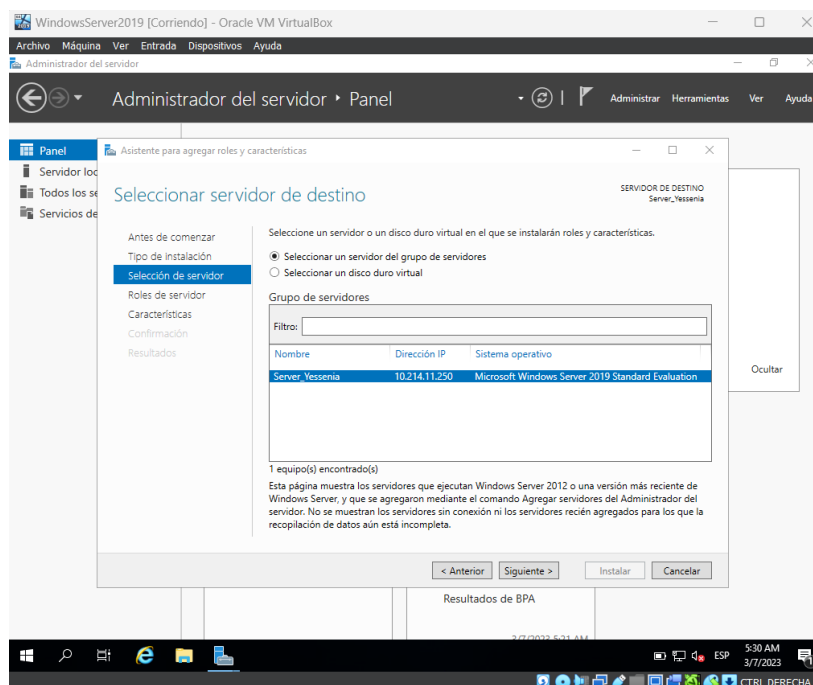 WindowsServer2019 [Corriendo] - Oracle VM VirtualBox
Archivo Máquina Ver Entrada Dispositivos Ayuda
Administrador del servidor
Administrador del servidor Panel
Administrar Herramientas Ver Ayuda
Panel
Servidor loc
Todos los se
Servicios de
Asistente para agregar roles y características
Seleccionar servidor de destino
SERVIDOR DE DESTINO
Server_Yessenia
Antes de comenzar
Tipo de instalación
Selección de servidor
Roles de servidor
Características
Confirmación
Resultados
Seleccione un servidor o un disco duro virtual en el que se instalarán roles y características.
Seleccionar un servidor del grupo de servidores
Seleccionar un disco duro virtual
Grupo de servidores
Filtro:
Nombre Dirección IP Sistema operativo
Server_Yessenia 10.214.11.250 Microsoft Windows Server 2019 Standard Evaluation
1 equipo(s) encontrado(s)
Esta página muestra los servidores que ejecutan Windows Server 2012 o una versión más reciente de
Windows Server, y que se agregaron mediante el comando Agregar servidores del Administrador del
servidor. No se muestran los servidores sin conexión ni los servidores recién agregados para los que la
recopilación de datos aún está incompleta.
< Anterior Siguiente > Instalar Cancelar
Ocultar
Resultados de BPA
3/7/2023 5:21 AM
ESP
5:30 AM
3/7/2023
CTRL DERECHA